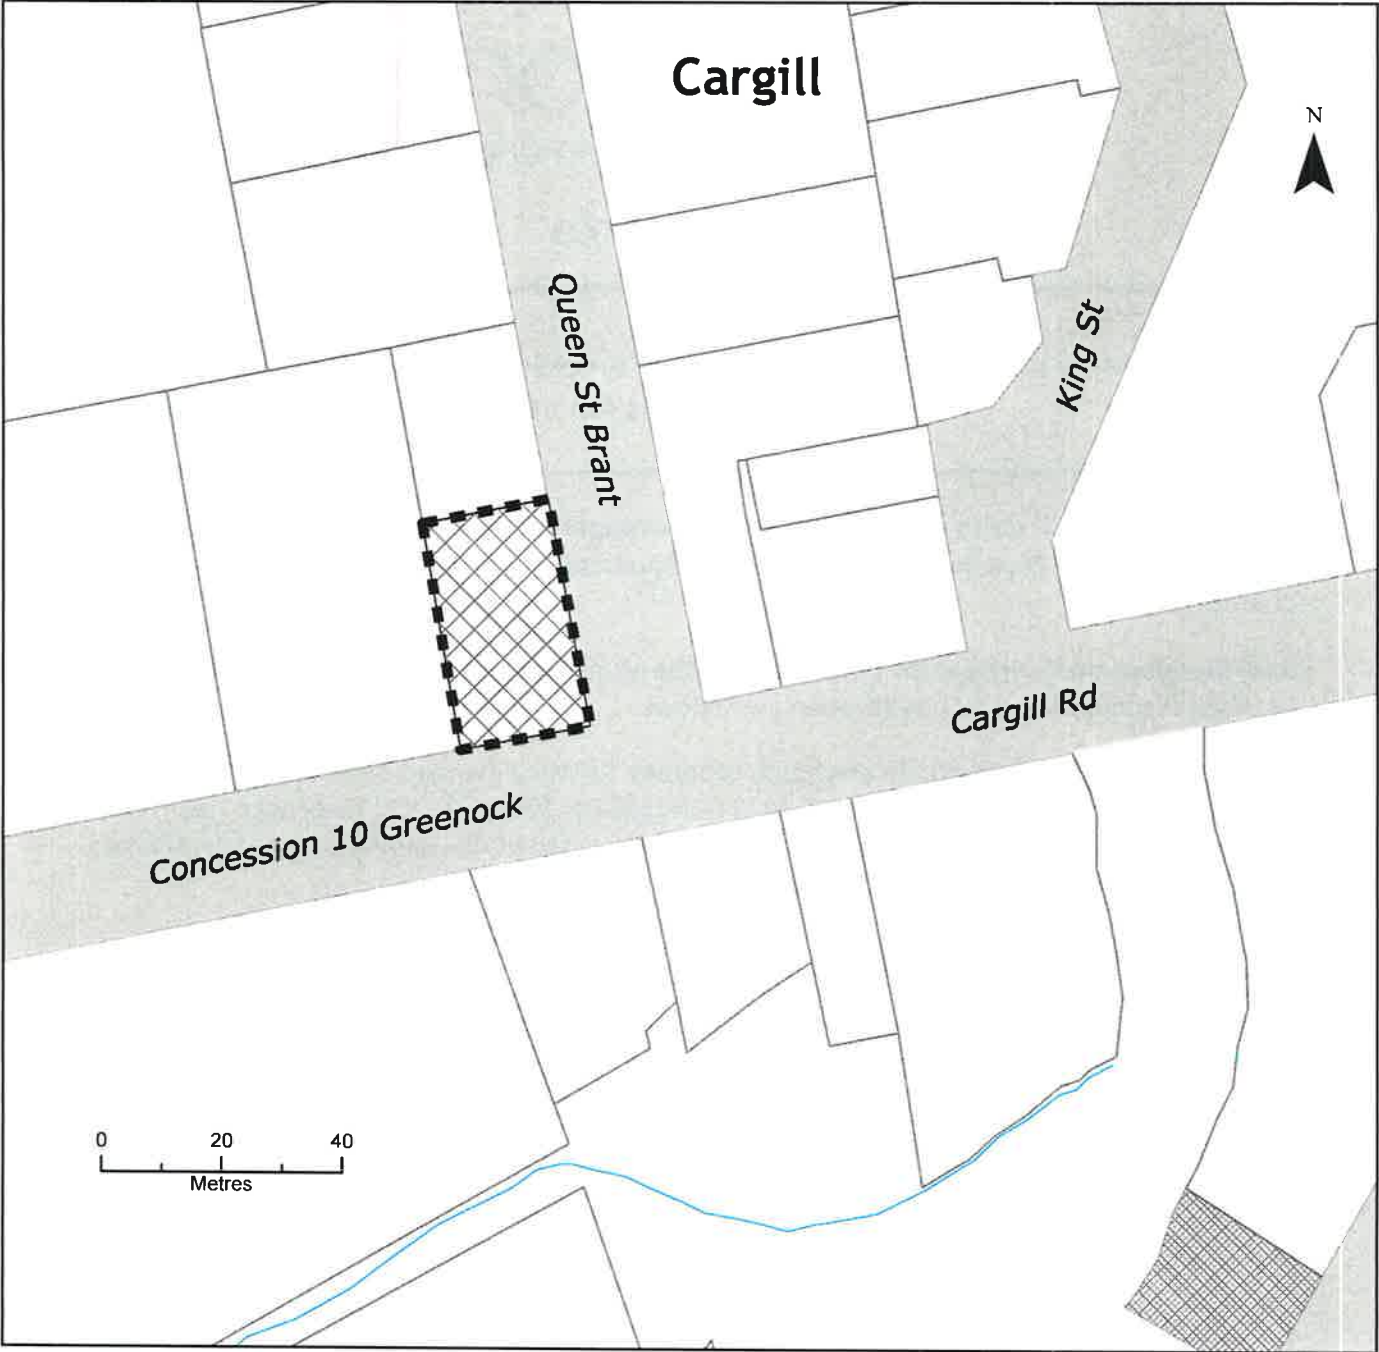 Cargill
N
Queen St Brant
King St
Cargill Rd
Concession 10 Greenock
0 20 40
Metres